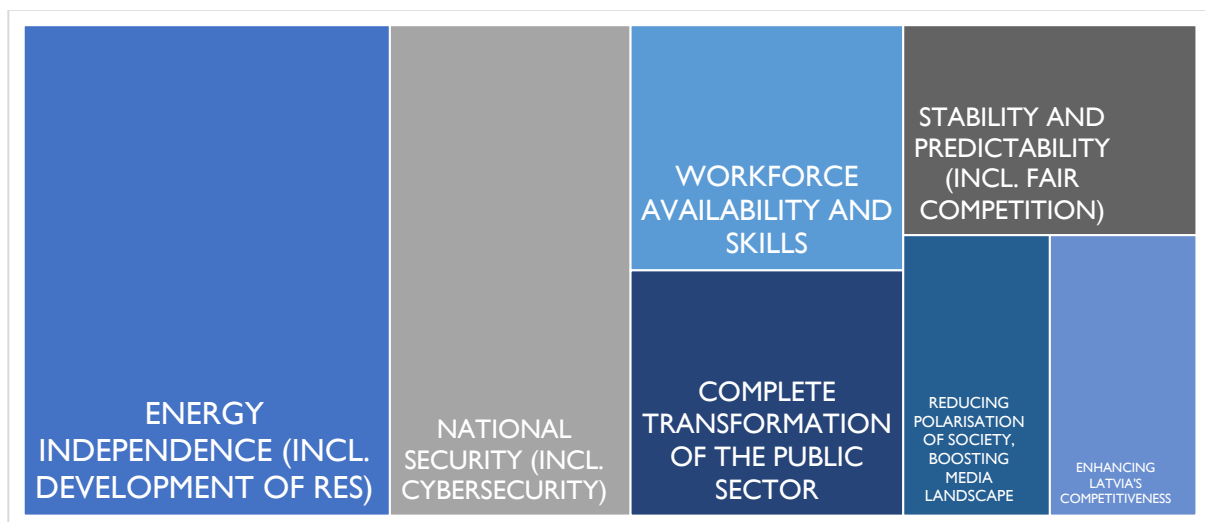 ENERGY
INDEPENDENCE (INCL.
DEVELOPMENT OF RES)
NATIONAL
SECURITY (INCL.
CYBERSECURITY)
WORKFORCE
AVAILABILITY AND
SKILLS
COMPLETE
TRANSFORMATION
OF THE PUBLIC
SECTOR
STABILITY AND
PREDICTABILITY
(INCL. FAIR
COMPETITION)
REDUCING
POLARISATION
OF SOCIETY,
BOOSTING
MEDIA
LANDSCAPE
ENHANCING
LATVIA'S
COMPETITIVENESS